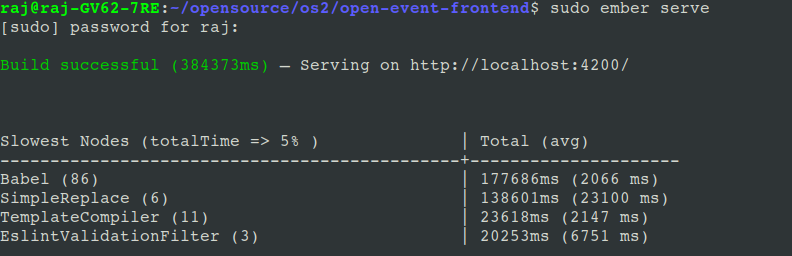 raj@raj-GV62-7RE:~/opensource/os2/open-event-frontend$ sudo ember serve
[sudo] password for raj:
Build successful (384373ms) – Serving on http://localhost:4200/
Slowest Nodes (totalTime => 5% ) | Total (avg)
----------------------------------------------+---------------------
Babel (86) | 177686ms (2066 ms)
SimpleReplace (6) | 138601ms (23100 ms)
TemplateCompiler (11) | 23618ms (2147 ms)
EslintValidationFilter (3) | 20253ms (6751 ms)